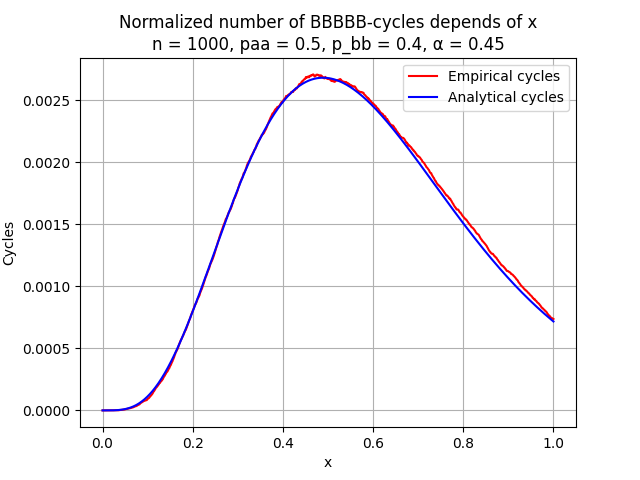 Normalized number of BBBBB-cycles depends of x
n = 1000, paa = 0.5, p_bb = 0.4, α = 0.45
Empirical cycles
Analytical cycles
0.0025
0.0020
0.0015
0.0010
0.0005
0.0000
Cycles
0.0
0.2
0.4
0.6
0.8
1.0
x